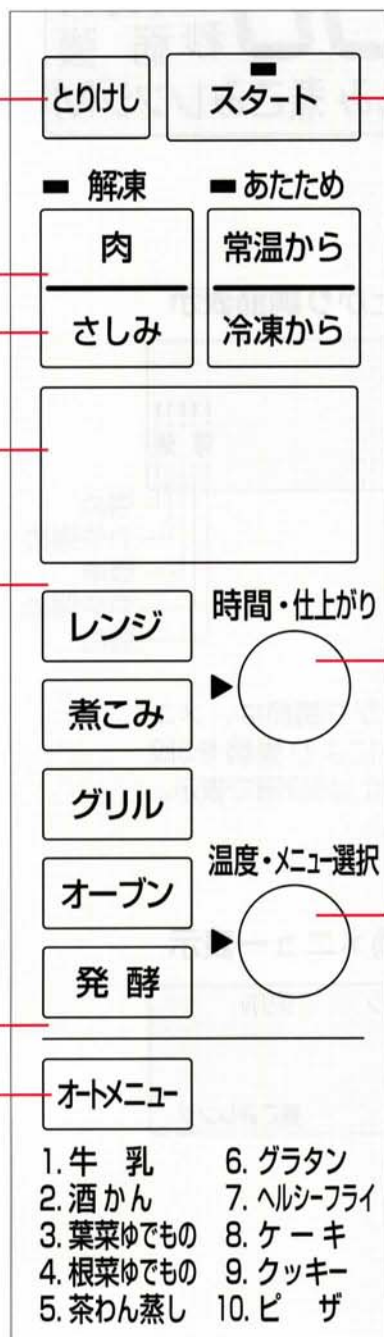 とりけし スタート
解凍 あたため
肉 常温から
さしみ 冷凍から
時間・仕上がり
レンジ
煮こみ
グリル
温度・メニュー選択
オーブン
発酵
オートメニュー
1. 牛乳 6. グラタン
2. 酒かん 7. ヘルシーフライ
3. 葉菜ゆでもの 8. ケーキ
4. 根菜ゆでもの 9. クッキー
5. 茶わん蒸し 10. ピザ